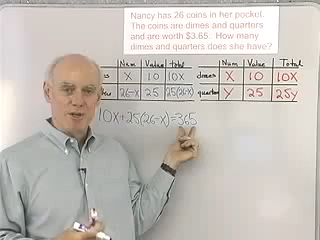 Nancy has 26 coins in her pocket.
The coins are dimes and quarters
and are worth $3.65. How many
dimes and quarters does she have?
Num Value total
X 10 10X
26-X 25 25(26-X)
10X+25(26-X)=365
Num Value Total
dimes X 10 10X
quarters Y 25 25Y